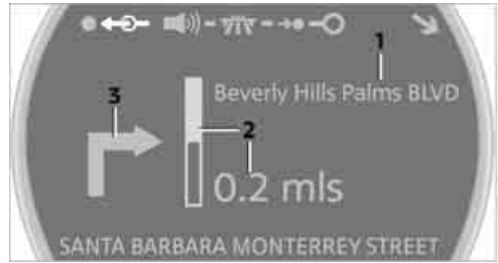 1
Beverly Hills Palms BLVD
3
2
0.2 mls
SANTA BARBARA MONTERREY STREET